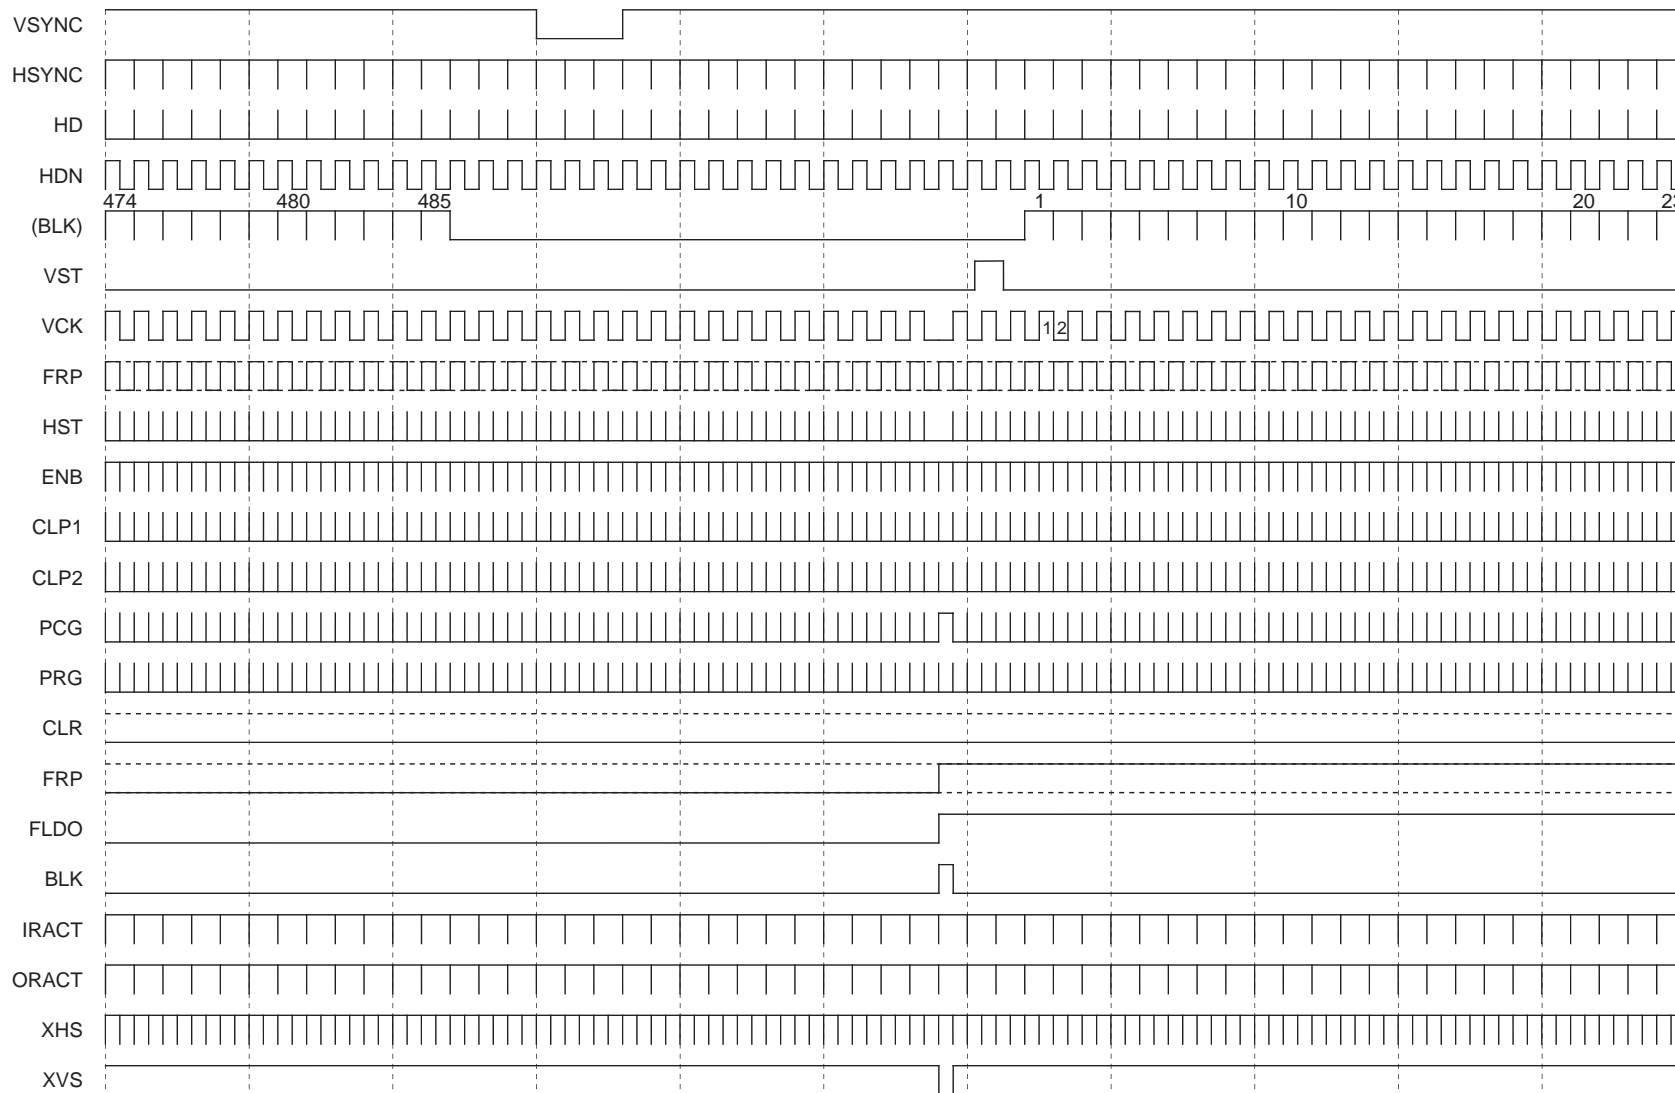 VSYNC
HSYNC
HD
HDN
474 480 485 1 10 20
(BLK)
VST
VCK 1 2
FRP
HST
ENB
CLP1
CLP2
PCG
PRG
CLR
FRP
FLDO
BLK
IRACT
ORACT
XHS
XVS